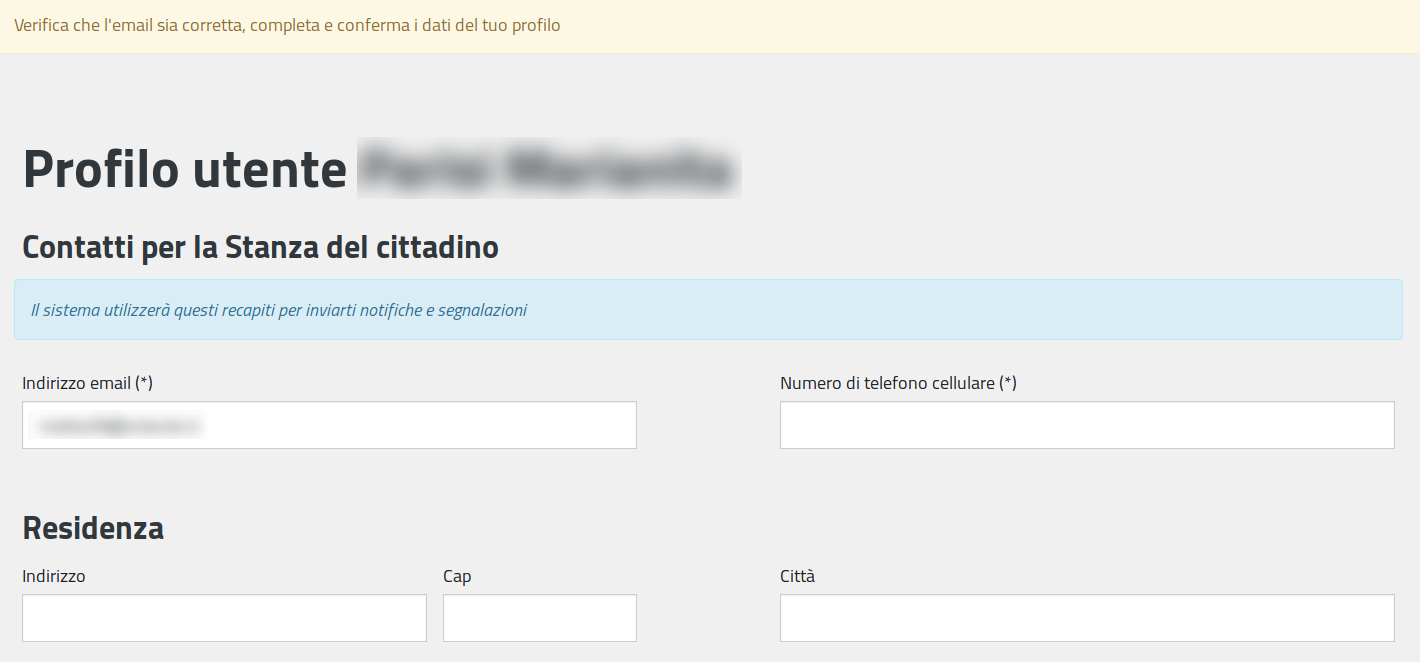 Verifica che l'email sia corretta, completa e conferma i dati del tuo profilo
Profilo utente
Contatti per la Stanza del cittadino
Il sistema utilizzerà questi recapiti per inviarti notifiche e segnalazioni
Indirizzo email (*)
Numero di telefono cellulare (*)
Residenza
Indirizzo
Cap
Città